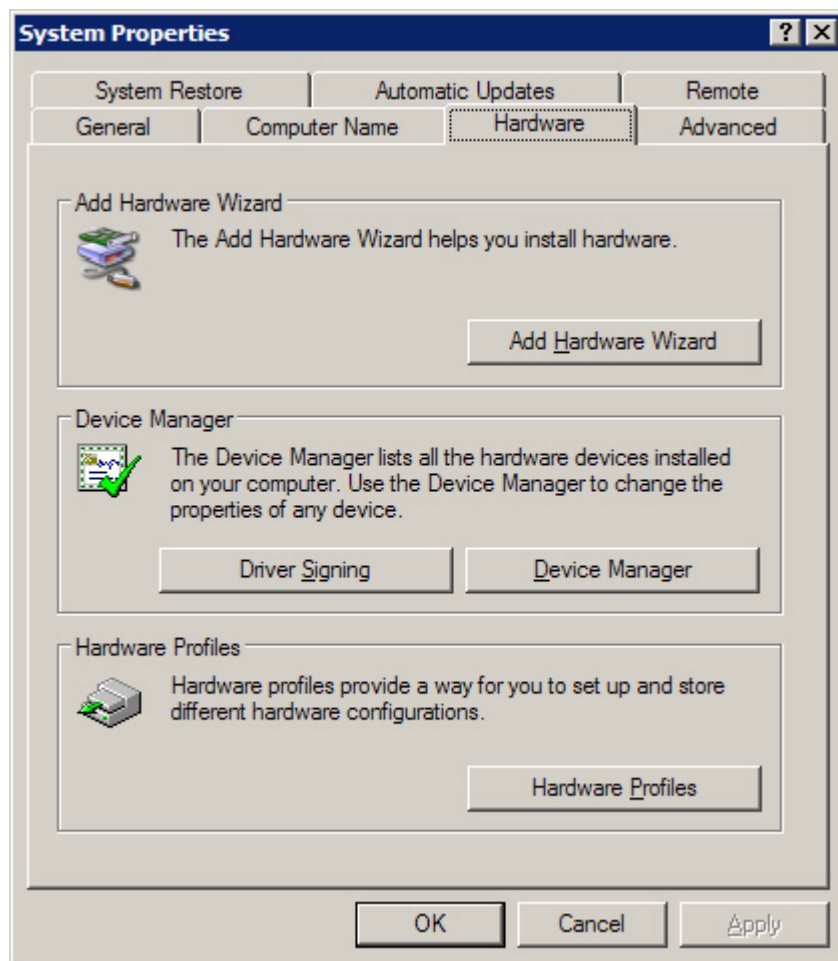 System Properties
System Restore
Automatic Updates
Remote
General
Computer Name
Hardware
Advanced
Add Hardware Wizard
The Add Hardware Wizard helps you install hardware.
Add Hardware Wizard
Device Manager
The Device Manager lists all the hardware devices installed
on your computer. Use the Device Manager to change the
properties of any device.
Driver Signing
Device Manager
Hardware Profiles
Hardware profiles provide a way for you to set up and store
different hardware configurations.
Hardware Profiles
OK
Cancel
Apply